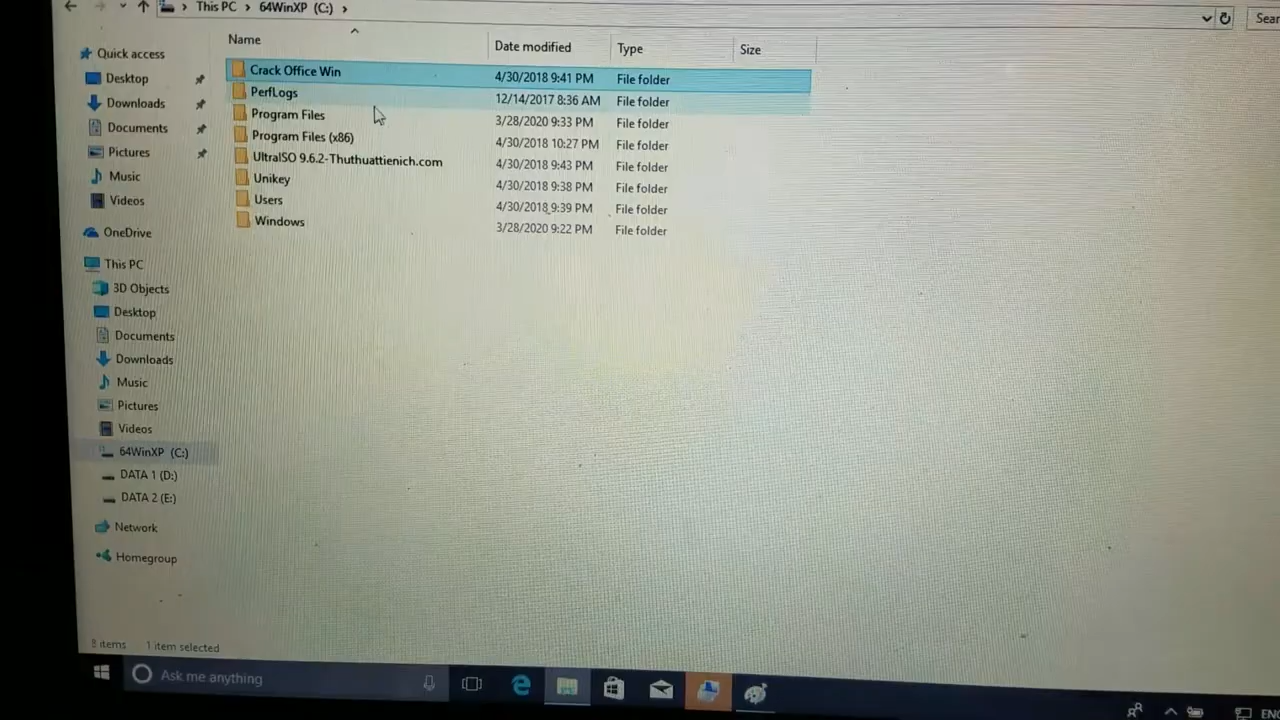 This PC > 64WinXP (C:) >
Sear
Name Date modified Type Size
Crack Office Win 4/30/2018 9:41 PM File folder
PerfLogs 12/14/2017 8:36 AM File folder
Program Files 3/28/2020 9:33 PM File folder
Program Files (x86) 4/30/2018 10:27 PM File folder
UltraISO 9.6.2-Thuthuattienich.com 4/30/2018 9:43 PM File folder
Unikey 4/30/2018 9:38 PM File folder
Users 4/30/2018 9:39 PM File folder
Windows 3/28/2020 9:22 PM File folder
Quick access
Desktop
Downloads
Documents
Pictures
Music
Videos
OneDrive
This PC
3D Objects
Desktop
Documents
Downloads
Music
Pictures
Videos
64WinXP (C:)
DATA 1 (D:)
DATA 2 (E:)
Network
Homegroup
8 items 1 item selected
Ask me anything
ENG